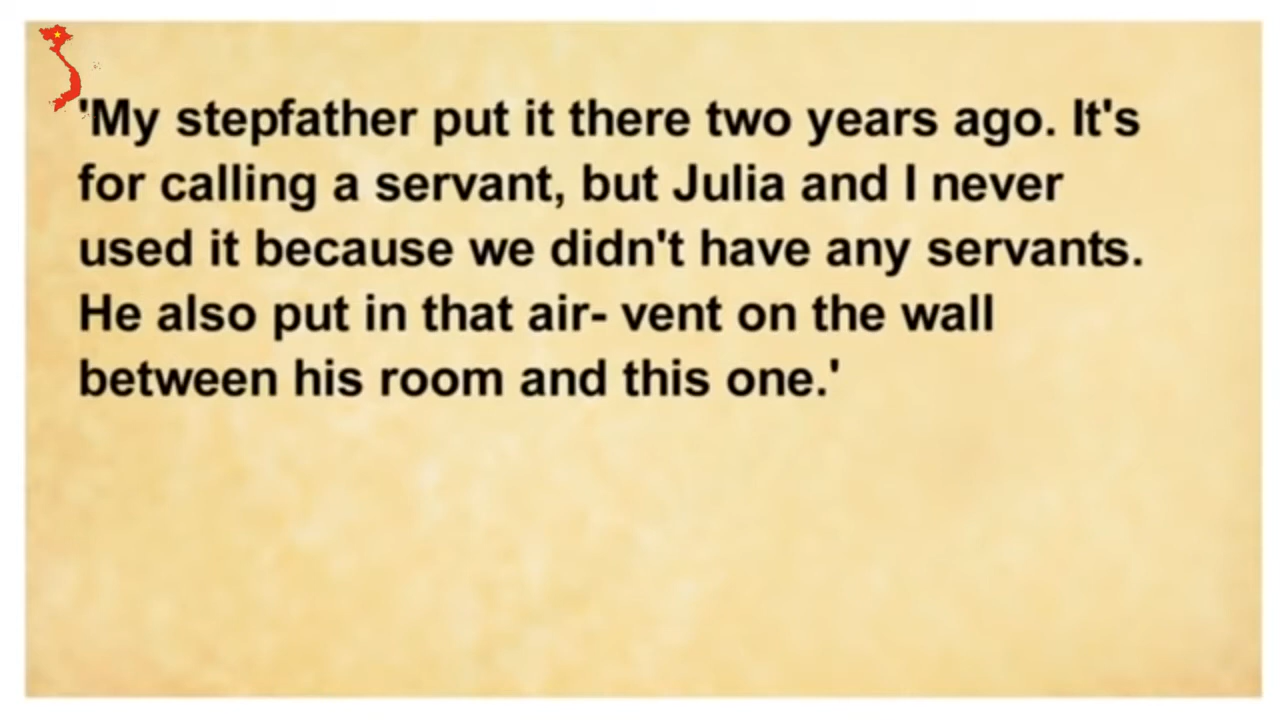 'My stepfather put it there two years ago. It's
for calling a servant, but Julia and I never
used it because we didn't have any servants.
He also put in that air- vent on the wall
between his room and this one.'